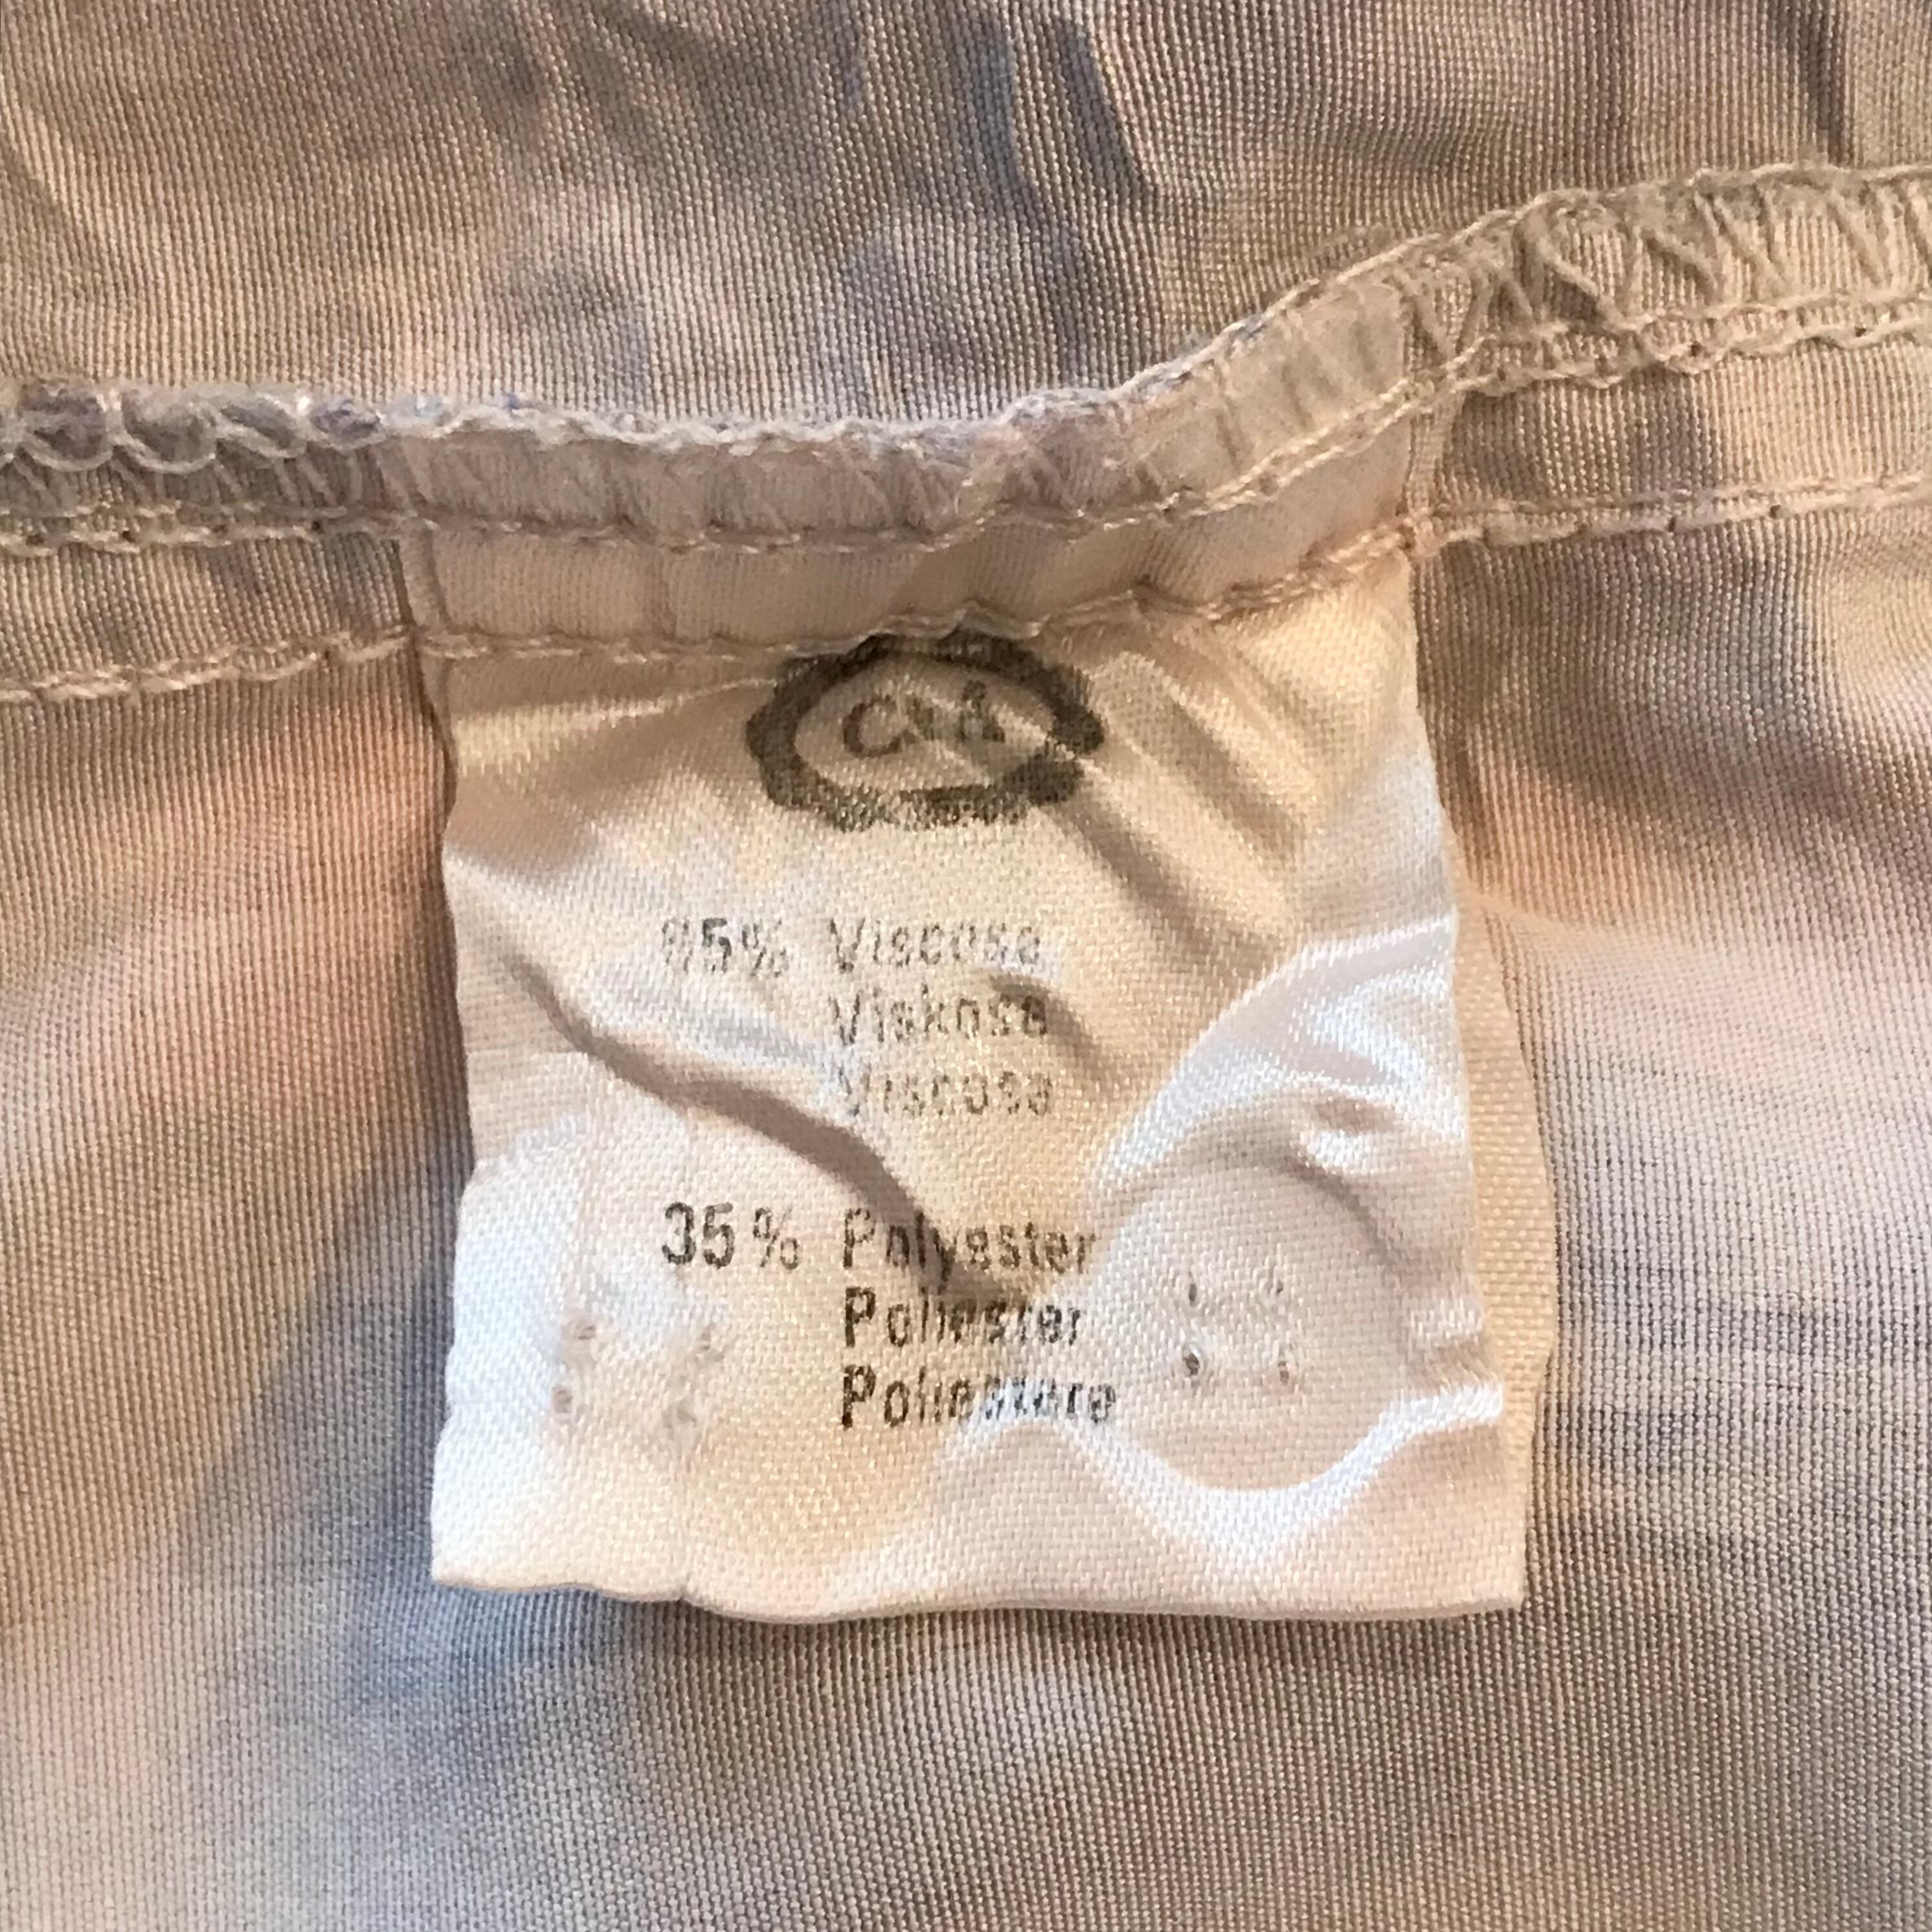 C&A
65% Viscose
Viskose
Viscosa
35% Polyester
Poliester
Poliestere